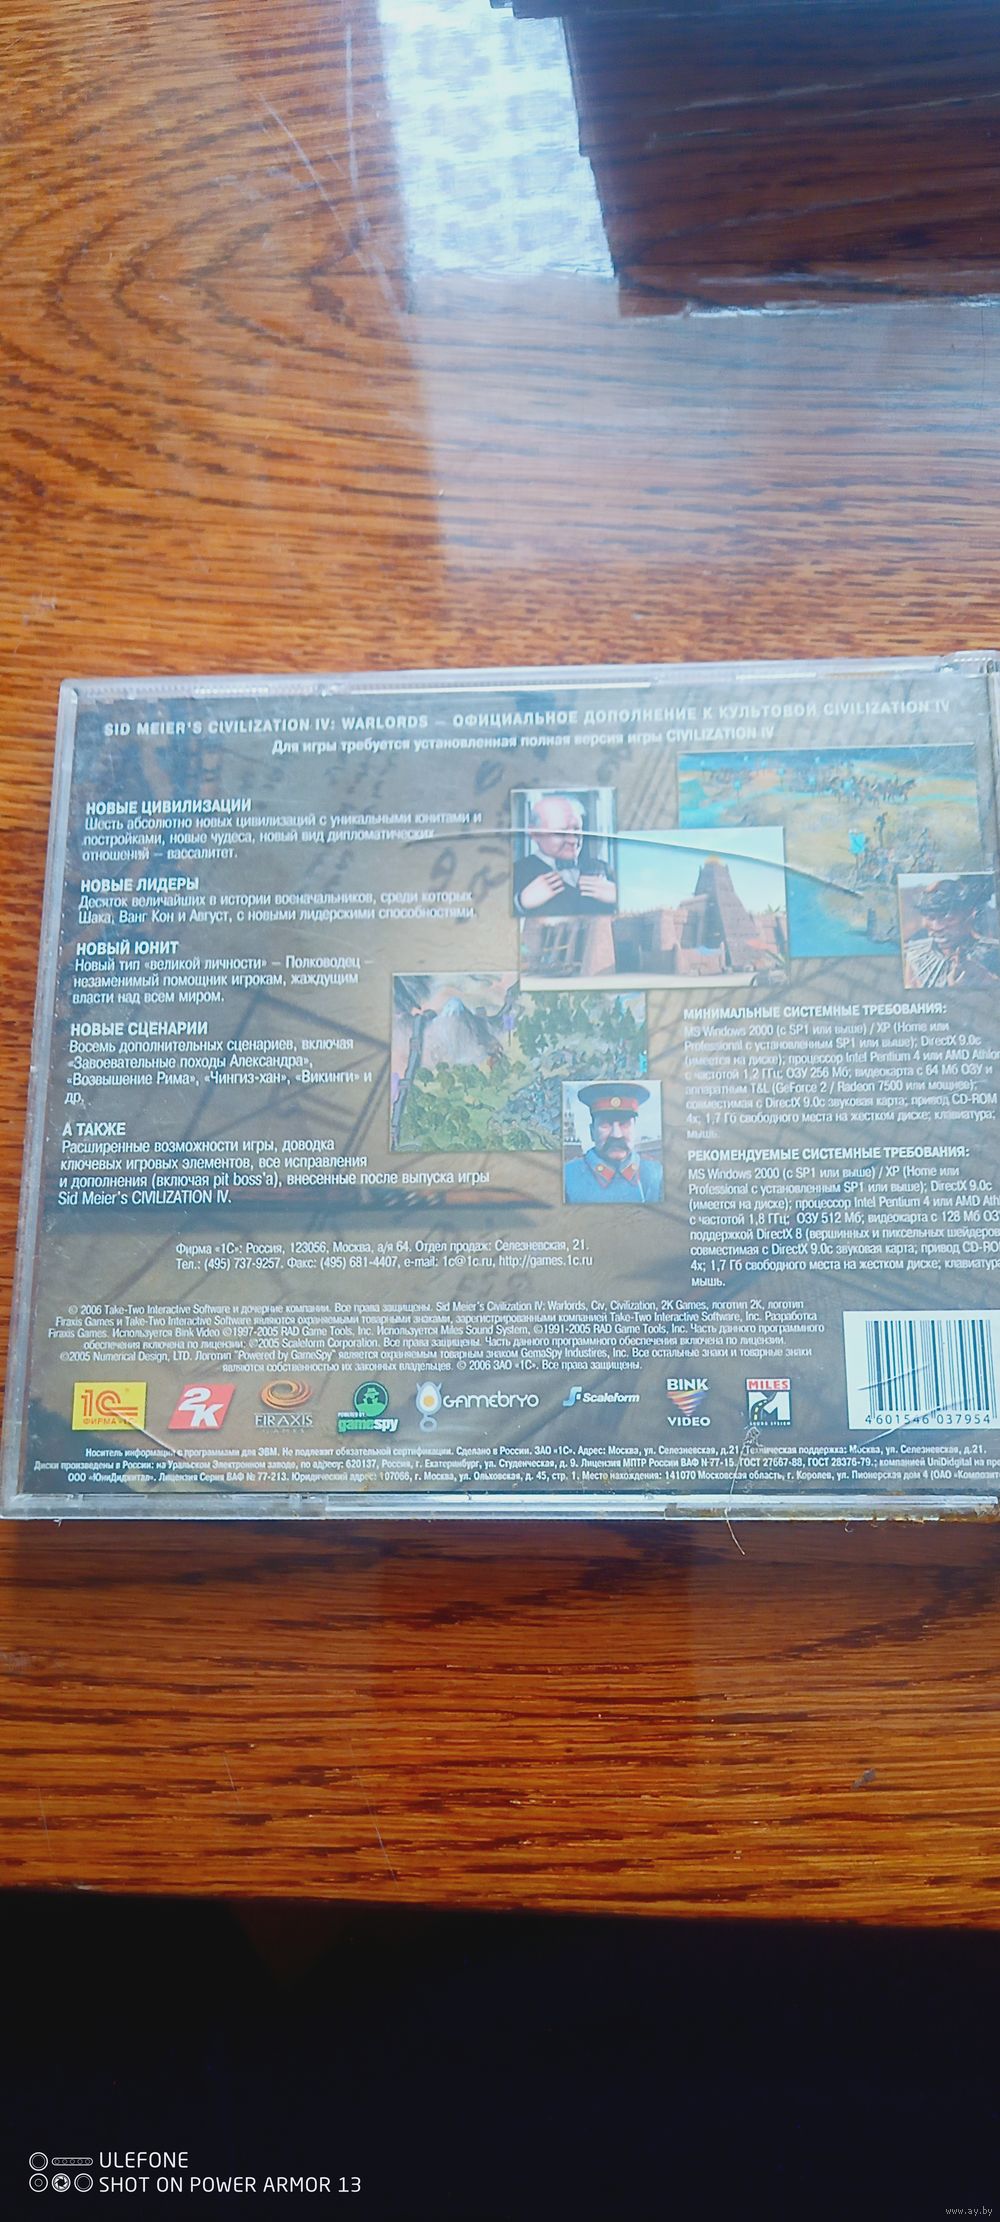 SID MEIER'S CIVILIZATION IV: WARLORDS – ОФИЦИАЛЬНОЕ ДОПОЛНЕНИЕ К КУЛЬТОВОЙ CIVILIZATION IV
Для игры требуется установленная полная версия игры CIVILIZATION IV
НОВЫЕ ЦИВИЛИЗАЦИИ
Шесть абсолютно новых цивилизаций с уникальными юнитами и
постройками, новые чудеса, новый вид дипломатических
отношений – вассалитет.
НОВЫЕ ЛИДЕРЫ
Десяток величайших в истории военачальников, среди которых
Шака, Ванг Кон и Август, с новыми лидерскими способностями.
НОВЫЙ ЮНИТ
Новый тип «великой личности» – Полководец –
незаменимый помощник игрокам, жаждущим
власти над всем миром.
НОВЫЕ СЦЕНАРИИ
Восемь дополнительных сценариев, включая
«Завоевательные походы Александра»,
«Возвышение Рима», «Чингиз-хан», «Викинги» и
др.
А ТАКЖЕ
Расширенные возможности игры, доводка
ключевых игровых элементов, все исправления
и дополнения (включая pit boss'а), внесенные после выпуска игры
Sid Meier's CIVILIZATION IV.
МИНИМАЛЬНЫЕ СИСТЕМНЫЕ ТРЕБОВАНИЯ:
MS Windows 2000 (с SP1 или выше) / XP (Home или
Professional с установленным SP1 или выше); DirectX 9.0c
(имеется на диске); процессор Intel Pentium 4 или AMD Athlon
с частотой 1,2 ГГц; ОЗУ 256 Мб; видеокарта с 64 Мб ОЗУ и
аппаратным T&L (GeForce 2 / Radeon 7500 или мощнее);
совместимая с DirectX 9.0c звуковая карта; привод CD-ROM
4x; 1,7 Гб свободного места на жестком диске; клавиатура;
мышь.
РЕКОМЕНДУЕМЫЕ СИСТЕМНЫЕ ТРЕБОВАНИЯ:
MS Windows 2000 (с SP1 или выше) / XP (Home или
Professional с установленным SP1 или выше); DirectX 9.0c
(имеется на диске); процессор Intel Pentium 4 или AMD Ath
с частотой 1,8 ГГц; ОЗУ 512 Мб; видеокарта с 128 Мб ОЗ
поддержкой DirectX 8 (вершинных и пиксельных шейдеров
совместимая с DirectX 9.0c звуковая карта; привод CD-RO
4x; 1,7 Гб свободного места на жестком диске; клавиатура
мышь.
Фирма «1С»: Россия, 123056, Москва, а/я 64. Отдел продаж: Селезневская, 21.
Тел.: (495) 737-9257. Факс: (495) 681-4407, e-mail: 1c@1c.ru, http://games.1c.ru
© 2006 Take-Two Interactive Software и дочерние компании. Все права защищены. Sid Meier's Civilization IV: Warlords, Civ, Civilization, 2K Games, логотип 2K, логотип
Firaxis Games и Take-Two Interactive Software являются охраняемыми товарными знаками, зарегистрированными компанией Take-Two Interactive Software, Inc. Разработка
Firaxis Games. Используется Bink Video ©1997-2005 RAD Game Tools, Inc. Используется Miles Sound System, ©1991-2005 RAD Game Tools, Inc. Часть данного программного
обеспечения включена по лицензии: ©2005 Scaleform Corporation. Все права защищены. Часть данного программного обеспечения включена по лицензии.
©2005 Numerical Design, LTD. Логотип "Powered by GameSpy" является охраняемым товарным знаком GemaSpy Industires, Inc. Все остальные знаки и товарные знаки
являются собственностью их законных владельцев. © 2006 ЗАО «1С». Все права защищены.
1С ФИРМА «1С»
2K
FIRAXIS GAMES
POWERED BY gamespy
GAMEBRYO
Scaleform
BINK VIDEO
MILES SOUND SYSTEM
4 601546 037954
Носитель информации с программами для ЭВМ. Не подлежит обязательной сертификации. Сделано в России. ЗАО «1С». Адрес: Москва, ул. Селезневская, д.21. Техническая поддержка: Москва, ул. Селезневская, д.21.
Диски произведены в России: на Уральском Электронном заводе, по адресу: 620137, Россия, г. Екатеринбург, ул. Студенческая, д. 9. Лицензия МПТР России ВАФ N-77-15. ГОСТ 27667-88, ГОСТ 28376-79.; компанией UniDidgital на пре
ООО «ЮниДиджитал». Лицензия Серия ВАФ № 77-213. Юридический адрес: 107066, г. Москва, ул. Ольховская, д. 45, стр. 1. Место нахождения: 141070 Московская область, г. Королев, ул. Пионерская дом 4 (ОАО «Композит
ULEFONE
SHOT ON POWER ARMOR 13
www.ay.by